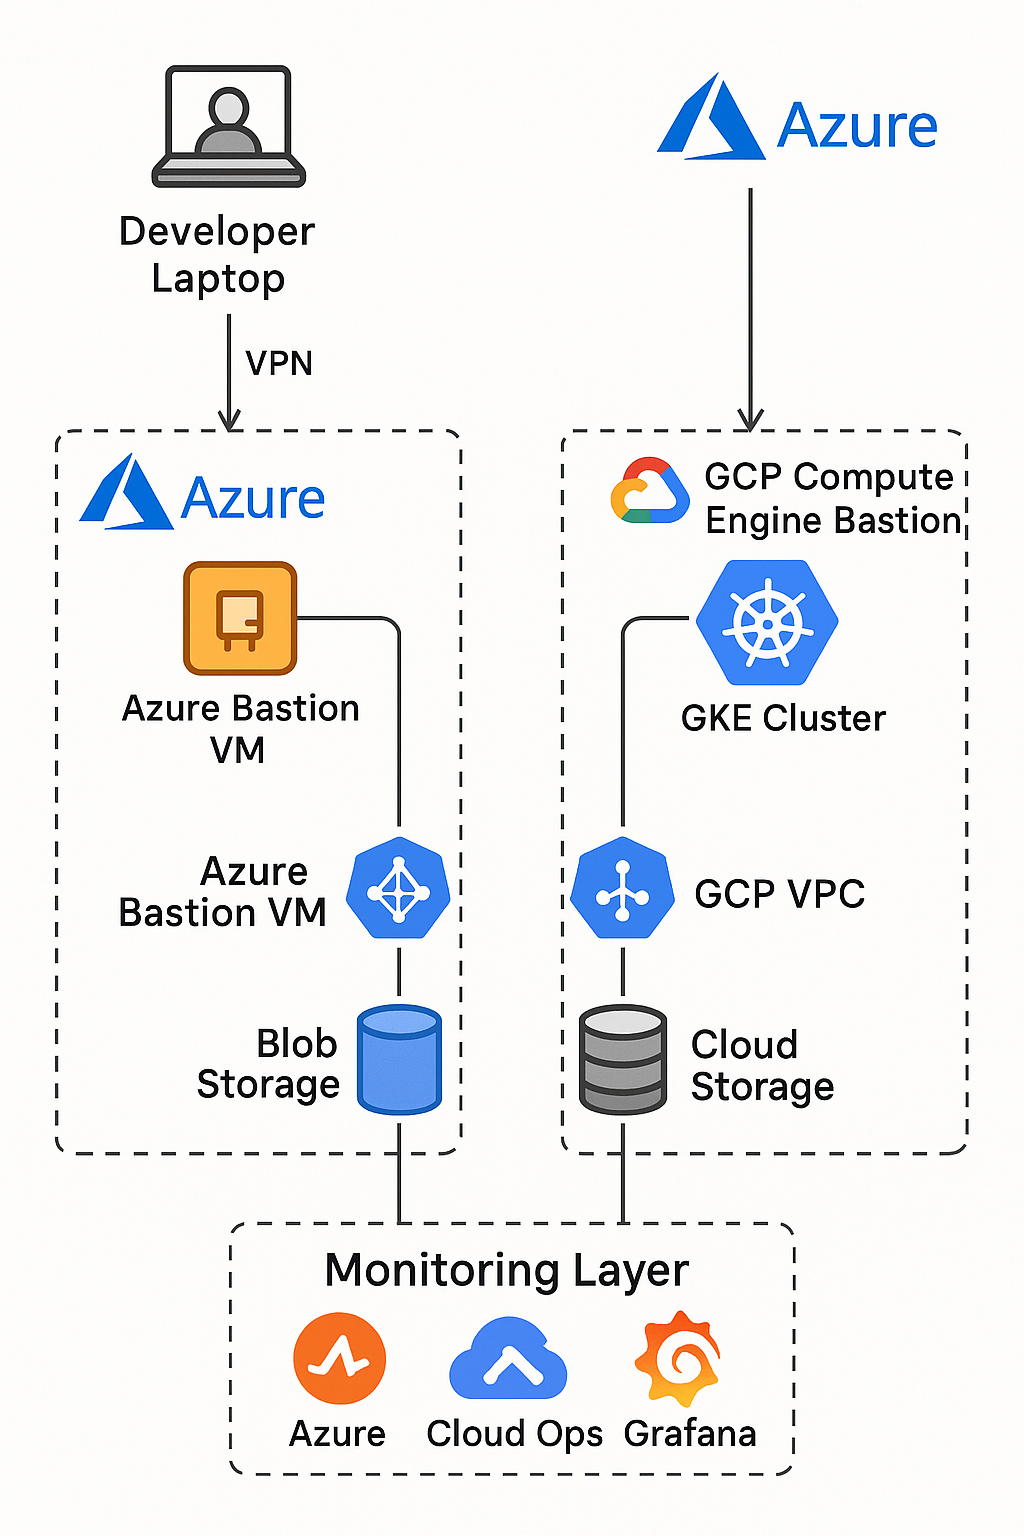 Developer
Laptop
Azure
VPN
Azure
Azure Bastion
VM
Azure
Bastion VM
Blob
Storage
GCP Compute
Engine Bastion
GKE Cluster
GCP VPC
Cloud
Storage
Monitoring Layer
Azure
Cloud Ops
Grafana